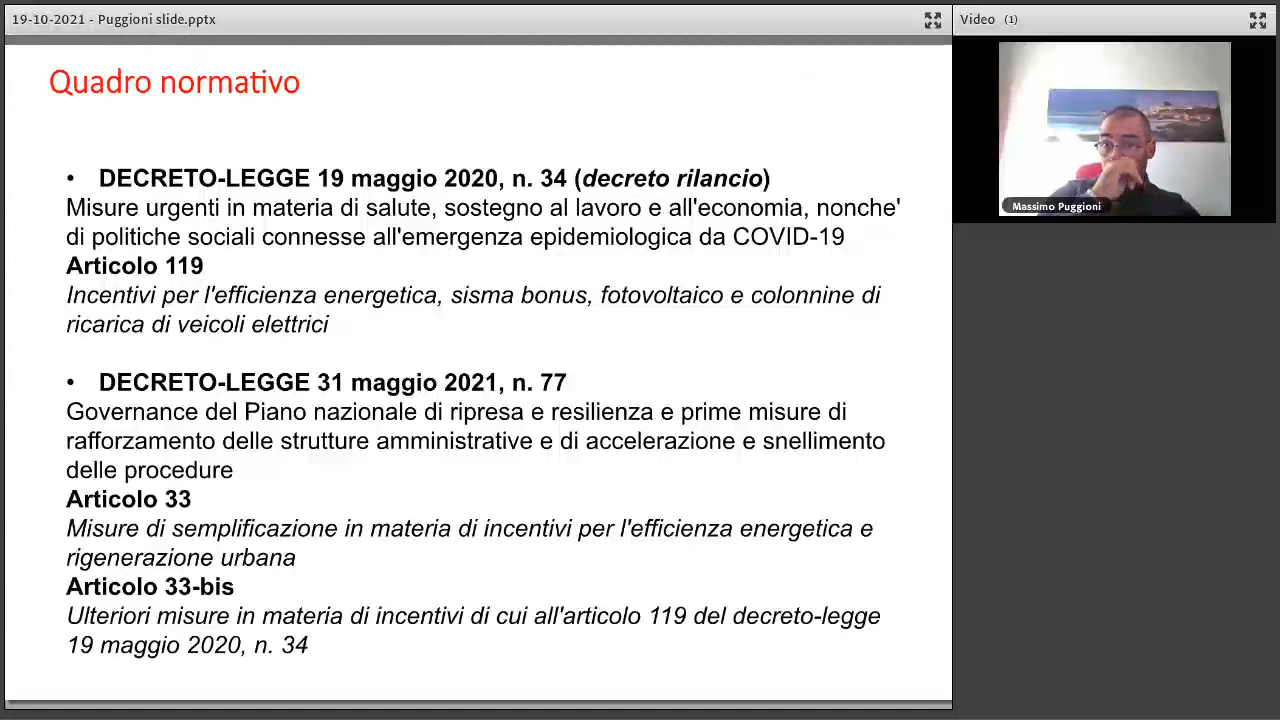 19-10-2021 - Puggioni slide.pptx
Video (1)
Quadro normativo
• DECRETO-LEGGE 19 maggio 2020, n. 34 (decreto rilancio)
Misure urgenti in materia di salute, sostegno al lavoro e all'economia, nonche'
di politiche sociali connesse all'emergenza epidemiologica da COVID-19
Articolo 119
Incentivi per l'efficienza energetica, sisma bonus, fotovoltaico e colonnine di
ricarica di veicoli elettrici
• DECRETO-LEGGE 31 maggio 2021, n. 77
Governance del Piano nazionale di ripresa e resilienza e prime misure di
rafforzamento delle strutture amministrative e di accelerazione e snellimento
delle procedure
Articolo 33
Misure di semplificazione in materia di incentivi per l'efficienza energetica e
rigenerazione urbana
Articolo 33-bis
Ulteriori misure in materia di incentivi di cui all'articolo 119 del decreto-legge
19 maggio 2020, n. 34
Massimo Puggioni